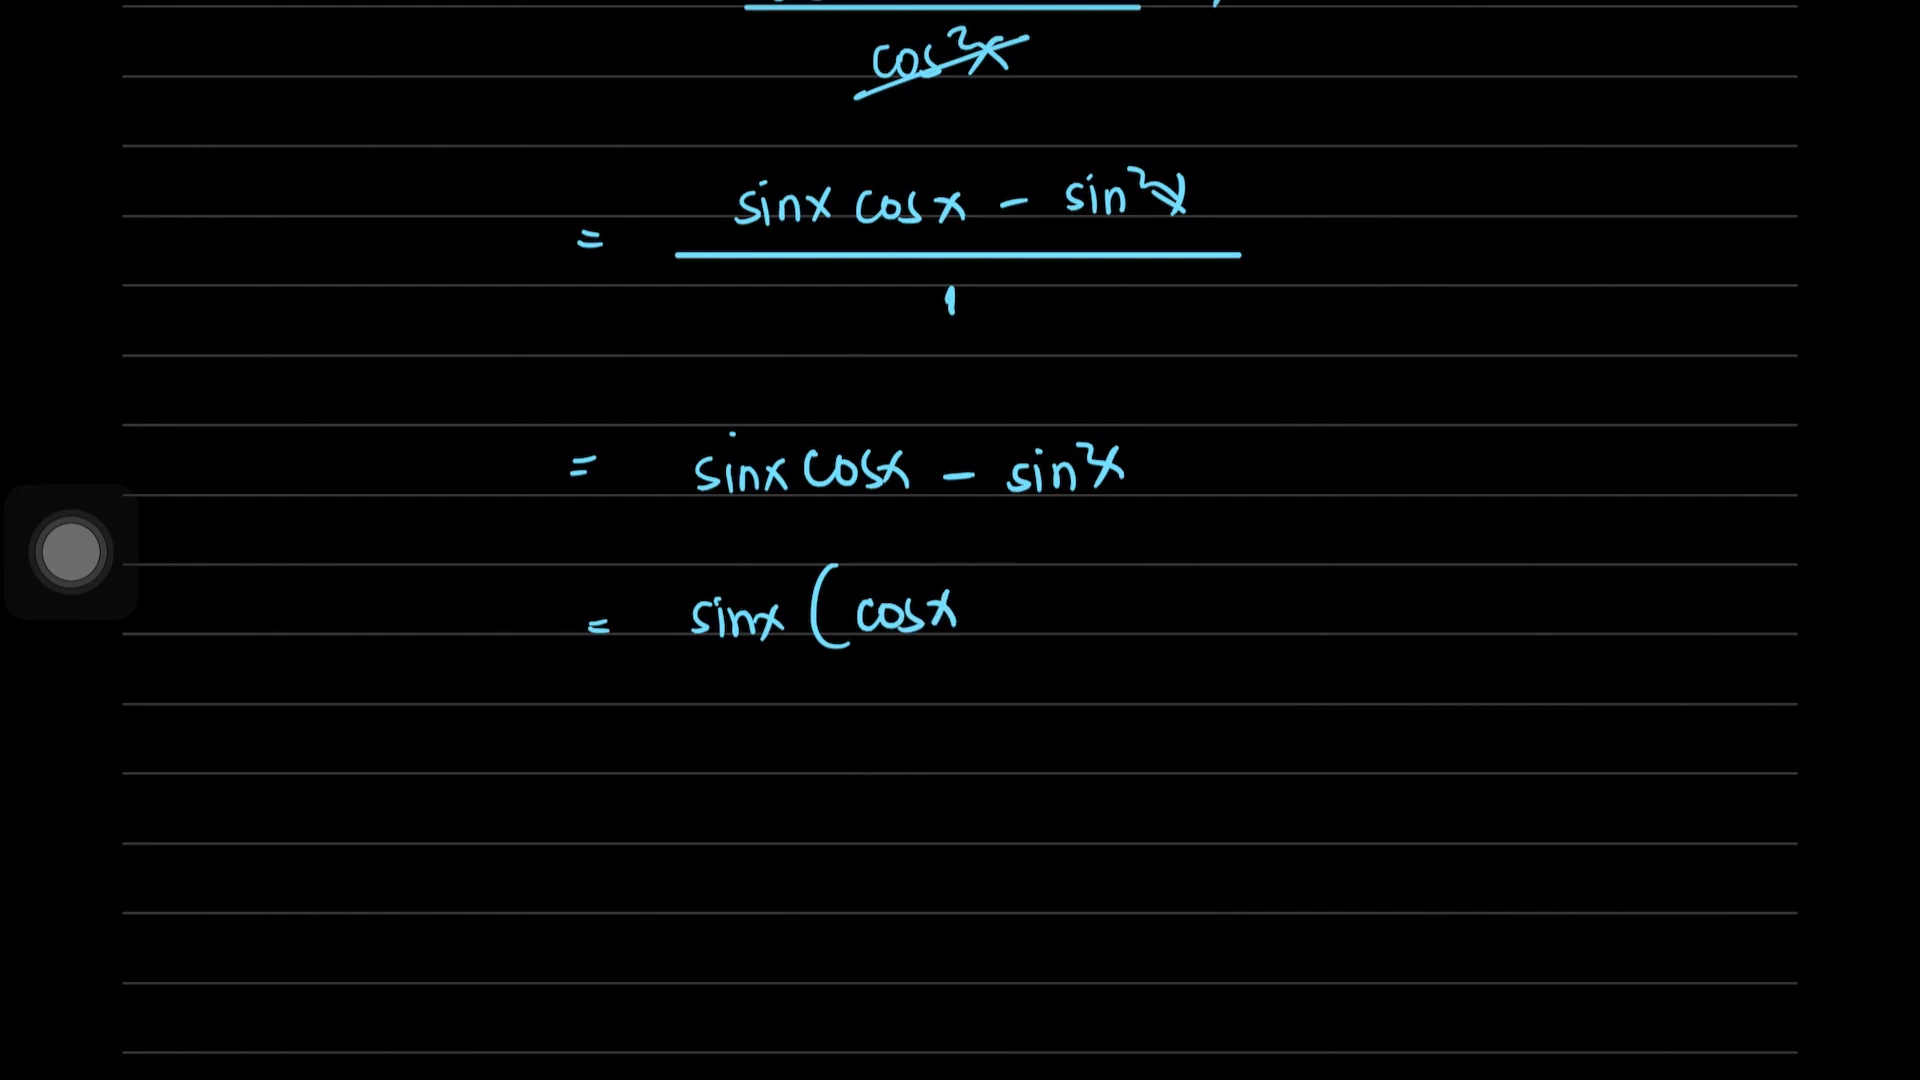 cos²x
= sinx cosx - sin²x
1
= sinx cosx - sin²x
= sinx (cosx